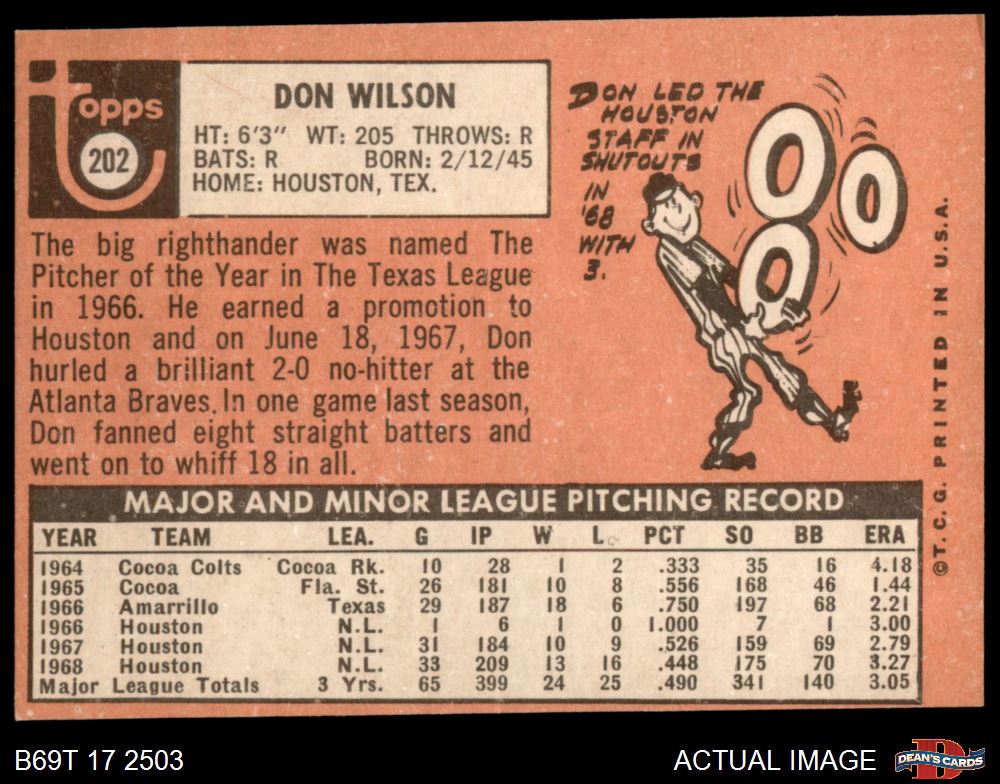 Topps
202
DON WILSON
HT: 6'3" WT: 205 THROWS: R
BATS: R BORN: 2/12/45
HOME: HOUSTON, TEX.
The big righthander was named The
Pitcher of the Year in The Texas League
in 1966. He earned a promotion to
Houston and on June 18, 1967, Don
hurled a brilliant 2-0 no-hitter at the
Atlanta Braves. In one game last season,
Don fanned eight straight batters and
went on to whiff 18 in all.
DON LED THE
HOUSTON
STAFF IN
SHUTOUTS
IN
'68
WITH
3.
0
0
0
MAJOR AND MINOR LEAGUE PITCHING RECORD
YEAR TEAM LEA. G IP W L PCT SO BB ERA
1964 Cocoa Colts Cocoa Rk. 10 28 1 2 .333 35 16 4.18
1965 Cocoa Fla. St. 26 181 10 8 .556 168 46 1.44
1966 Amarrillo Texas 29 187 18 6 .750 197 68 2.21
1966 Houston N.L. 1 6 1 0 1.000 7 1 3.00
1967 Houston N.L. 31 184 10 9 .526 159 69 2.79
1968 Houston N.L. 33 209 13 16 .448 175 70 3.27
Major League Totals 3 Yrs. 65 399 24 25 .490 341 140 3.05
©T.C.G. PRINTED IN U.S.A.
B69T 17 2503
ACTUAL IMAGE
D
DEAN'S CARDS